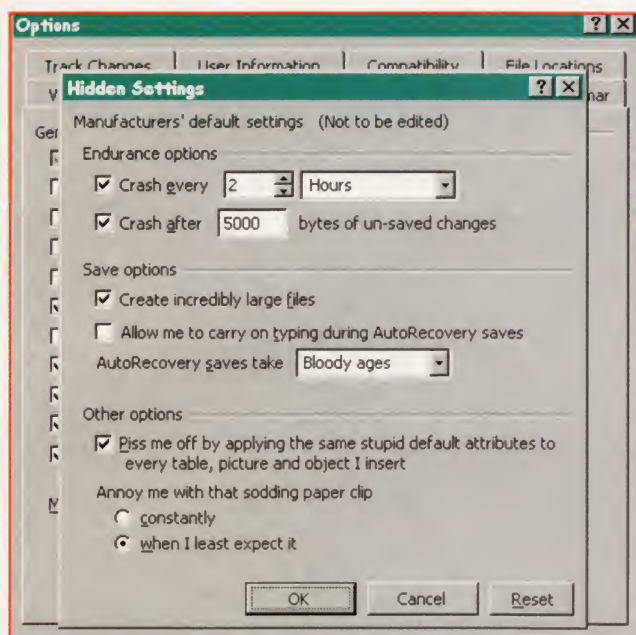 Options
Track Changes User Information Compatibility File Locations
Hidden Settings
Manufacturers' default settings (Not to be edited)
Endurance options
Crash every 2 Hours
Crash after 5000 bytes of un-saved changes
Save options
Create incredibly large files
Allow me to carry on typing during AutoRecovery saves
AutoRecovery saves take Bloody ages
Other options
Piss me off by applying the same stupid default attributes to
every table, picture and object I insert
Annoy me with that sodding paper clip
constantly
when I least expect it
OK Cancel Reset